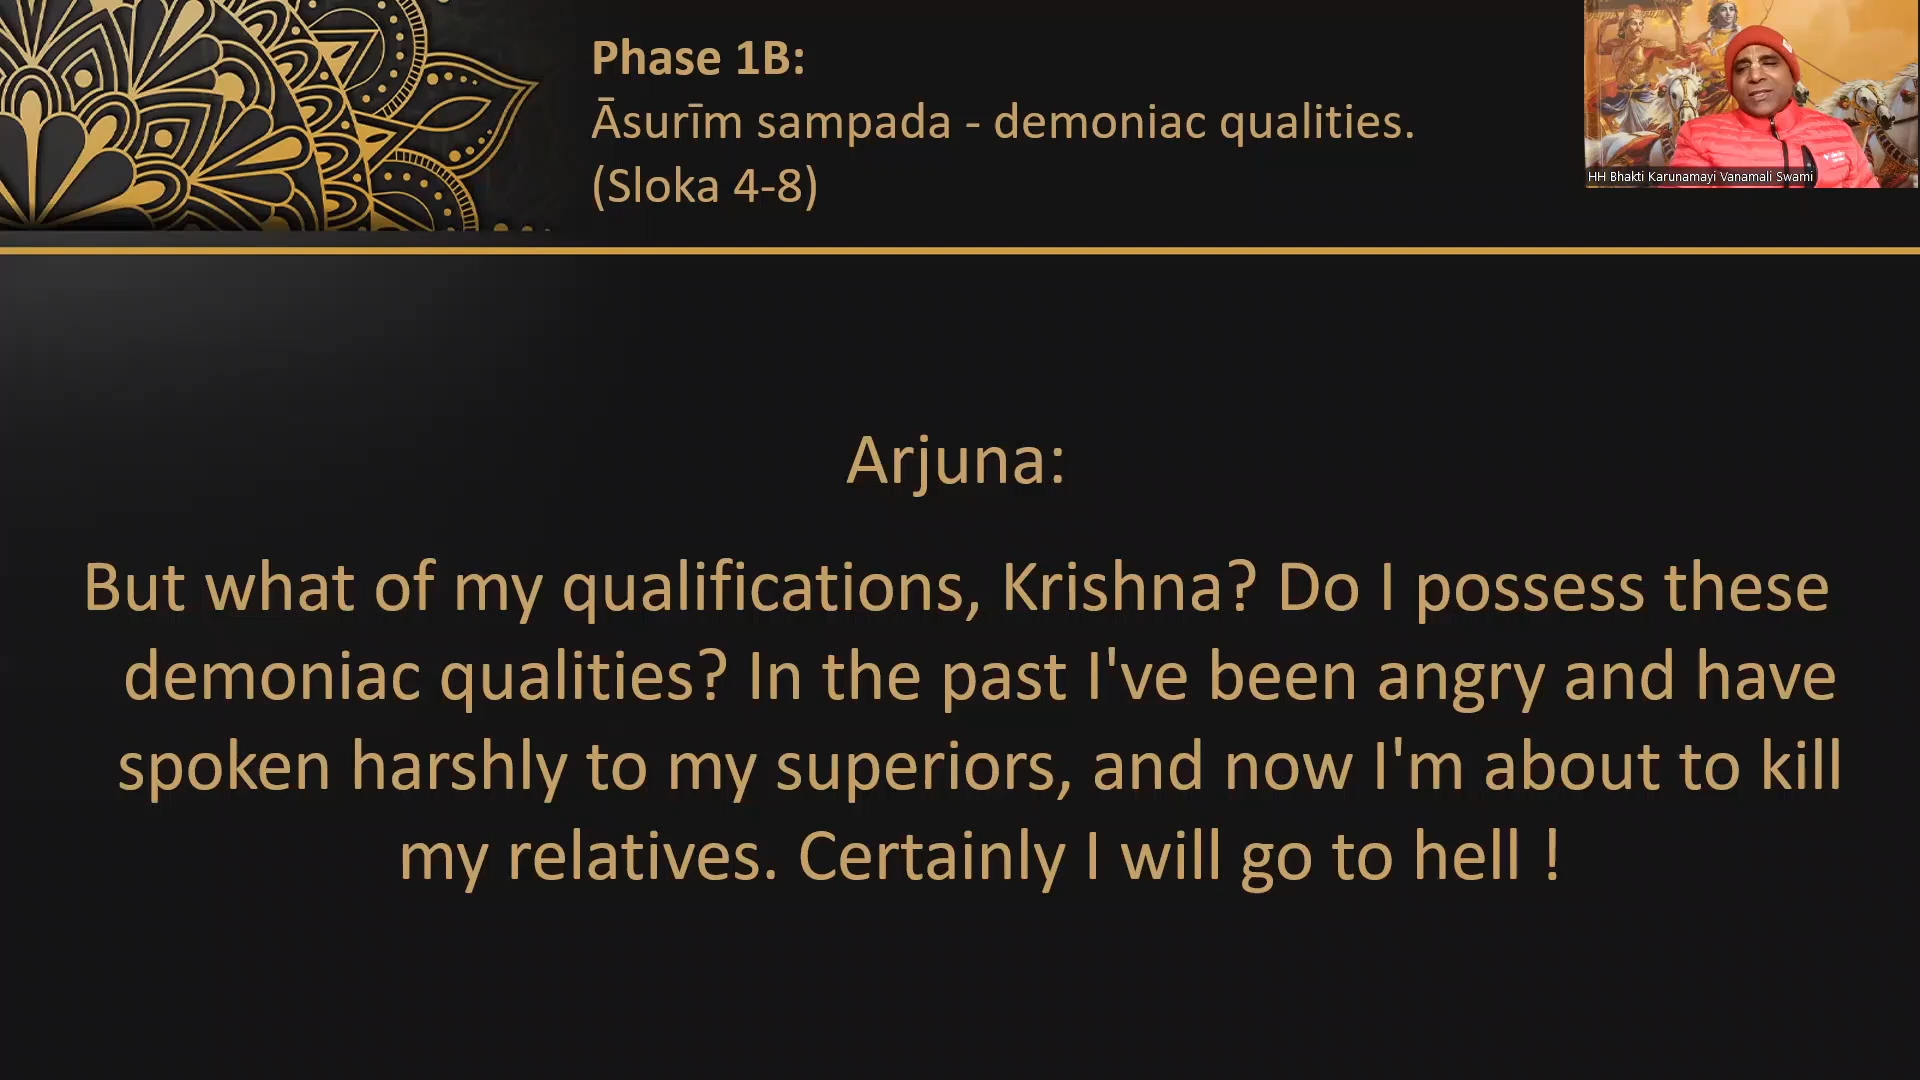 Phase 1B:
Āsurīm sampada - demoniac qualities.
(Sloka 4-8)
HH Bhakti Karunamayi Vanamali Swami
Arjuna:
But what of my qualifications, Krishna? Do I possess these
demoniac qualities? In the past I've been angry and have
spoken harshly to my superiors, and now I'm about to kill
my relatives. Certainly I will go to hell !